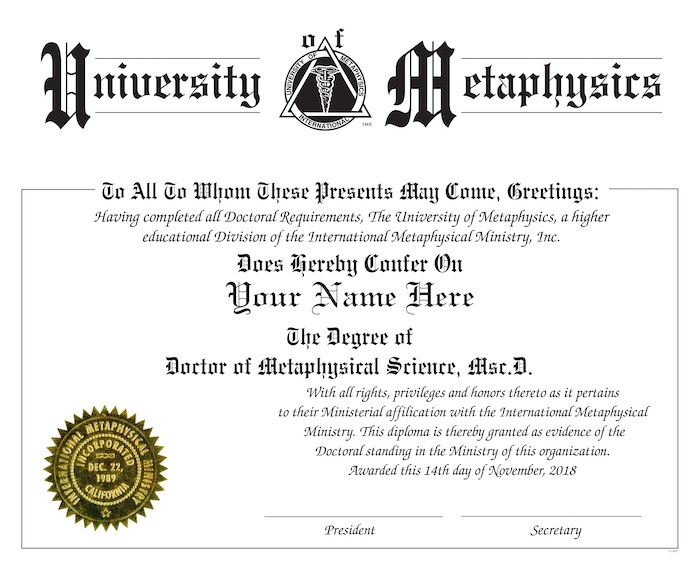 University of Metaphysics
UNIVERSITY OF METAPHYSICS
INTERNATIONAL
To All To Whom These Presents May Come, Greetings:
Having completed all Doctoral Requirements, The University of Metaphysics, a higher
educational Division of the International Metaphysical Ministry, Inc.
Does Hereby Confer On
Your Name Here
The Degree of
Doctor of Metaphysical Science, Msc.D.
With all rights, privileges and honors thereto as it pertains
to their Ministerial affilication with the International Metaphysical
Ministry. This diploma is thereby granted as evidence of the
Doctoral standing in the Ministry of this organization.
Awarded this 14th day of November, 2018
INTERNATIONAL METAPHYSICAL MINISTRY
INCORPORATED
DEC. 22,
1989
CALIFORNIA
President
Secretary